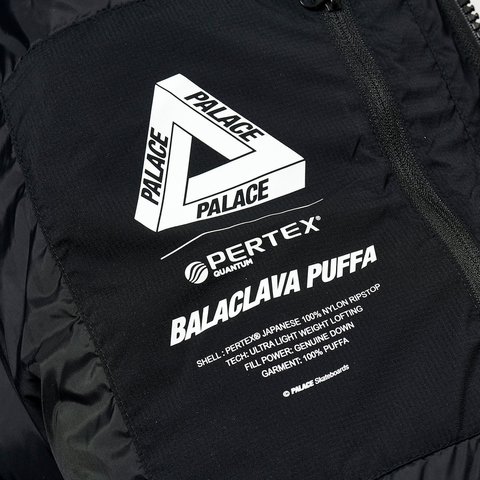 PALACE
PALACE
PALACE
PERTEX®
QUANTUM
BALACLAVA PUFFA
SHELL : PERTEX® JAPANESE 100% NYLON RIPSTOP
TECH: ULTRA LIGHT WEIGHT LOFTING
FILL POWER: GENUINE DOWN
GARMENT: 100% PUFFA
© PALACE Skateboards